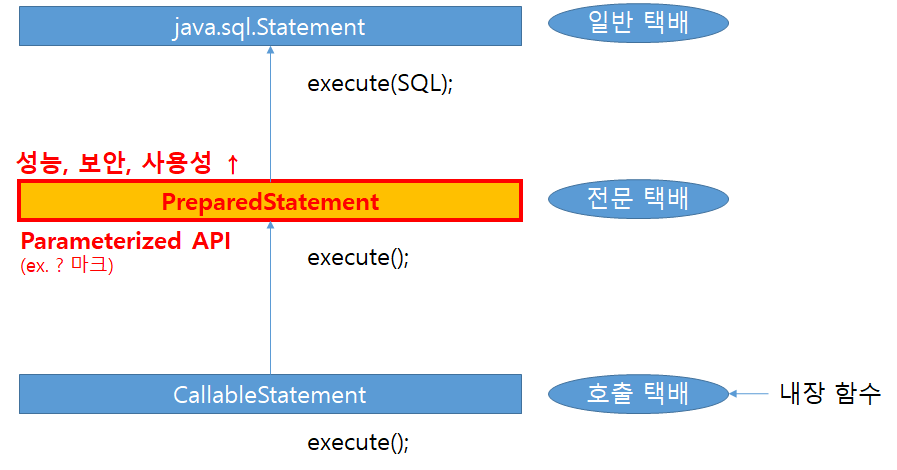 java.sql.Statement
일반 택배
execute(SQL);
성능, 보안, 사용성 ↑
PreparedStatement
전문 택배
Parameterized API
(ex. ? 마크)
execute();
CallableStatement
호출 택배
내장 함수
execute();